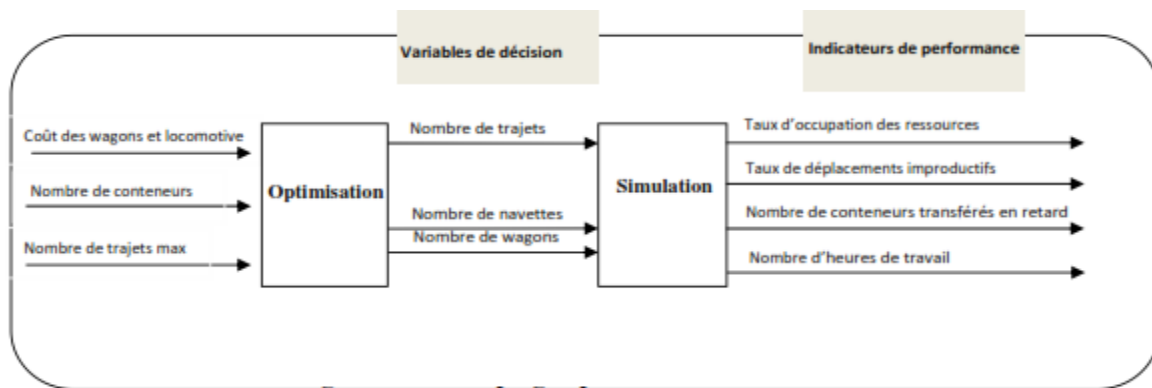 Variables de décision
Indicateurs de performance
Coût des wagons et locomotive
Nombre de conteneurs
Nombre de trajets max
Optimisation
Nombre de trajets
Nombre de navettes
Nombre de wagons
Simulation
Taux d'occupation des ressources
Taux de déplacements improductifs
Nombre de conteneurs transférés en retard
Nombre d'heures de travail